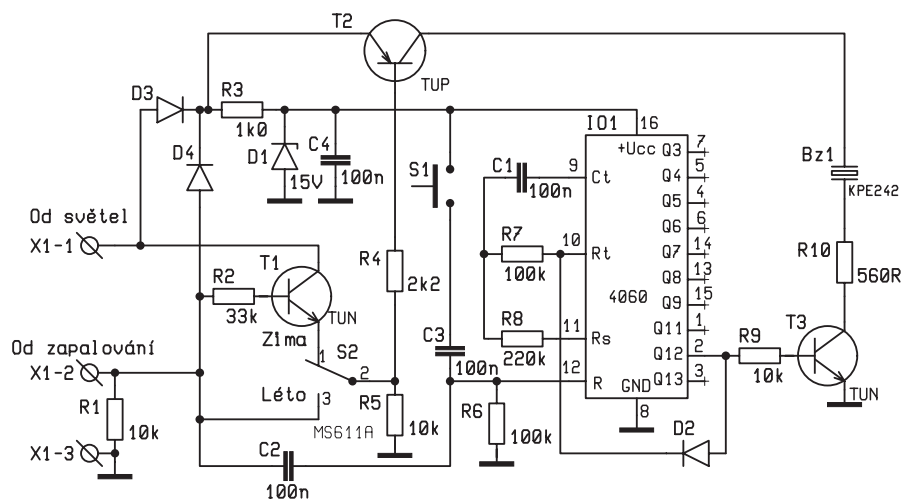 T2
TUP
D3
R3
1k0
D4
D1
15V
C4
100n
S1
IO1
16
+Ucc
Q3 7
Q4 5
Q5 4
Q6 6
Q7 14
Q8 13
Q9 15
Q11 1
Q12 2
Q13 3
9 Ct
10 Rt
11 Rs
12 R
4060
GND
8
C1
100n
R7
100k
R8
220k
Bz1
KPE242
R10
560R
T3
TUN
R9
10k
D2
Od světel
X1-1
R2
33k
T1
TUN
Zima
1
S2
2
Léto 3
MS611A
R4
2k2
C3
100n
R5
10k
R6
100k
Od zapalování
X1-2
R1
10k
X1-3
C2
100n